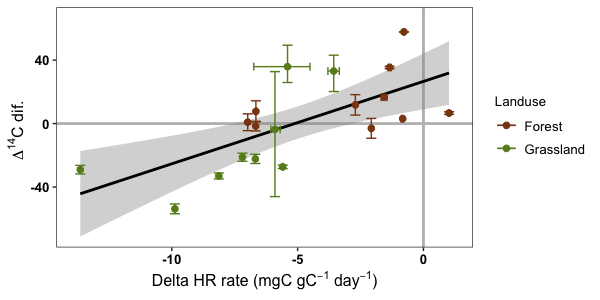 Δ¹⁴C dif.
40
0
-40
-10
-5
0
Delta HR rate (mgC gC⁻¹ day⁻¹)
Landuse
Forest
Grassland